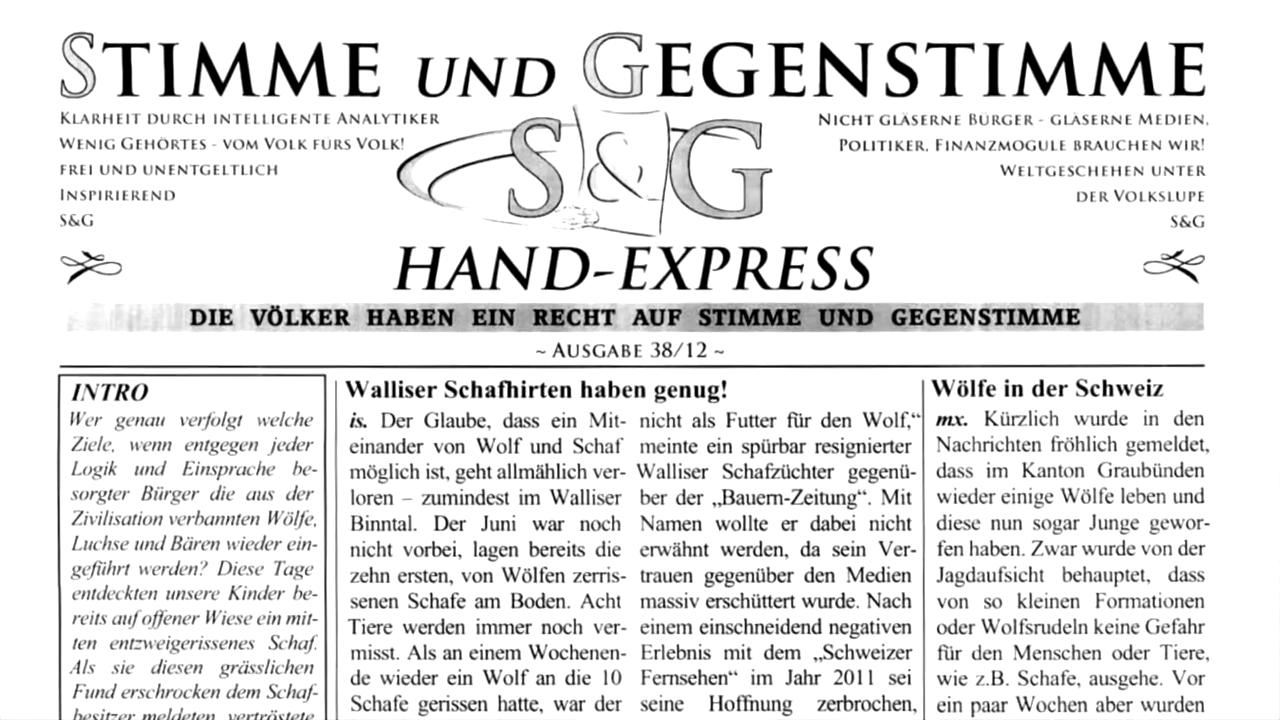 STIMME UND GEGENSTIMME
KLARHEIT DURCH INTELLIGENTE ANALYTIKER
WENIG GEHÖRTES - VOM VOLK FÜRS VOLK!
FREI UND UNENTGELTLICH
INSPIRIEREND
S&G
S&G
NICHT GLÄSERNE BÜRGER - GLÄSERNE MEDIEN,
POLITIKER, FINANZMOGULE BRAUCHEN WIR!
WELTGESCHEHEN UNTER
DER VOLKSLUPE
S&G
HAND-EXPRESS
DIE VÖLKER HABEN EIN RECHT AUF STIMME UND GEGENSTIMME
~ AUSGABE 38/12 ~
INTRO
Wer genau verfolgt welche
Ziele, wenn entgegen jeder
Logik und Einsprache be-
sorgter Bürger die aus der
Zivilisation verbannten Wölfe,
Luchse und Bären wieder ein-
geführt werden? Diese Tage
entdeckten unsere Kinder be-
reits auf offener Wiese ein mit-
ten entzweigerissenes Schaf.
Als sie diesen grässlichen
Fund erschrocken dem Schaf-
besitzer meldeten, vertröstete
Walliser Schafhirten haben genug!
is. Der Glaube, dass ein Mit-
einander von Wolf und Schaf
möglich ist, geht allmählich ver-
loren – zumindest im Walliser
Binntal. Der Juni war noch
nicht vorbei, lagen bereits die
zehn ersten, von Wölfen zerris-
senen Schafe am Boden. Acht
Tiere werden immer noch ver-
misst. Als an einem Wochenen-
de wieder ein Wolf an die 10
Schafe gerissen hatte, war der
nicht als Futter für den Wolf,“
meinte ein spürbar resignierter
Walliser Schafzüchter gegenü-
ber der „Bauern-Zeitung“. Mit
Namen wollte er dabei nicht
erwähnt werden, da sein Ver-
trauen gegenüber den Medien
massiv erschüttert wurde. Nach
einem einschneidend negativen
Erlebnis mit dem „Schweizer
Fernsehen“ im Jahr 2011 sei
seine Hoffnung zerbrochen,
Wölfe in der Schweiz
mx. Kürzlich wurde in den
Nachrichten fröhlich gemeldet,
dass im Kanton Graubünden
wieder einige Wölfe leben und
diese nun sogar Junge gewor-
fen haben. Zwar wurde von der
Jagdaufsicht behauptet, dass
von so kleinen Formationen
oder Wolfsrudeln keine Gefahr
für den Menschen oder Tiere,
wie z.B. Schafe, ausgehe. Vor
ein paar Wochen aber wurden